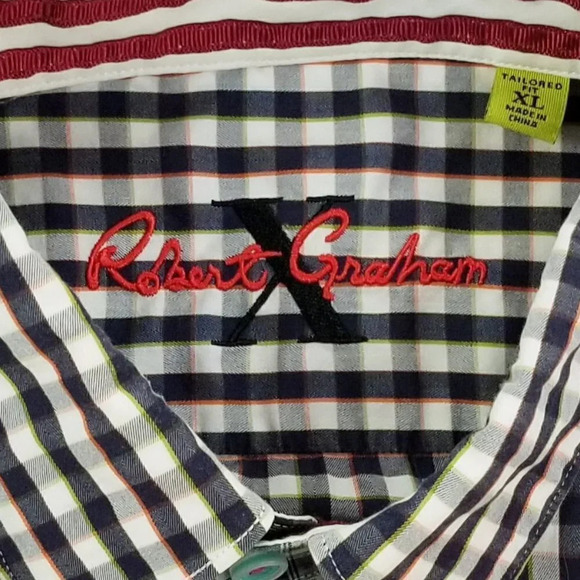 TAILORED
FIT
XL
MADE IN
CHINA
X
Robert Graham